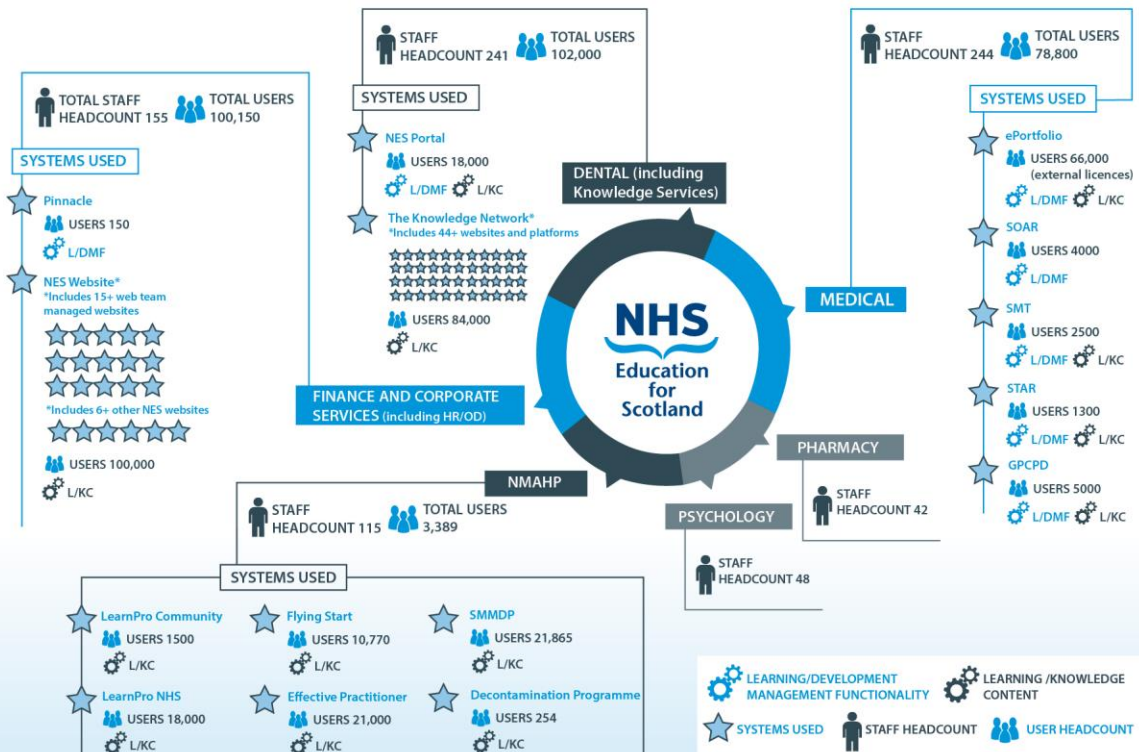 STAFF
HEADCOUNT 241
TOTAL USERS
102,000
STAFF
HEADCOUNT 244
TOTAL USERS
78,800
TOTAL STAFF
HEADCOUNT 155
TOTAL USERS
100,150
SYSTEMS USED
Pinnacle
USERS 150
L/DMF
NES Website*
*Includes 15+ web team
managed websites
*Includes 6+ other NES websites
USERS 100,000
L/KC
SYSTEMS USED
NES Portal
USERS 18,000
L/DMF L/KC
The Knowledge Network*
*Includes 44+ websites and platforms
USERS 84,000
L/KC
DENTAL (including
Knowledge Services)
MEDICAL
NHS
Education
for
Scotland
FINANCE AND CORPORATE
SERVICES (including HR/OD)
NMAHP
PSYCHOLOGY
PHARMACY
SYSTEMS USED
ePortfolio
USERS 66,000
(external licences)
L/DMF L/KC
SOAR
USERS 4000
L/DMF
SMT
USERS 2500
L/DMF L/KC
STAR
USERS 1300
L/DMF L/KC
GPCPD
USERS 5000
L/DMF L/KC
STAFF
HEADCOUNT 42
STAFF
HEADCOUNT 48
STAFF
HEADCOUNT 115
TOTAL USERS
3,389
SYSTEMS USED
LearnPro Community
USERS 1500
L/KC
Flying Start
USERS 10,770
L/KC
SMMDP
USERS 21,865
L/KC
LearnPro NHS
USERS 18,000
L/KC
Effective Practitioner
USERS 21,000
L/KC
Decontamination Programme
USERS 254
L/KC
LEARNING/DEVELOPMENT
MANAGEMENT FUNCTIONALITY
LEARNING /KNOWLEDGE
CONTENT
SYSTEMS USED
STAFF HEADCOUNT
USER HEADCOUNT